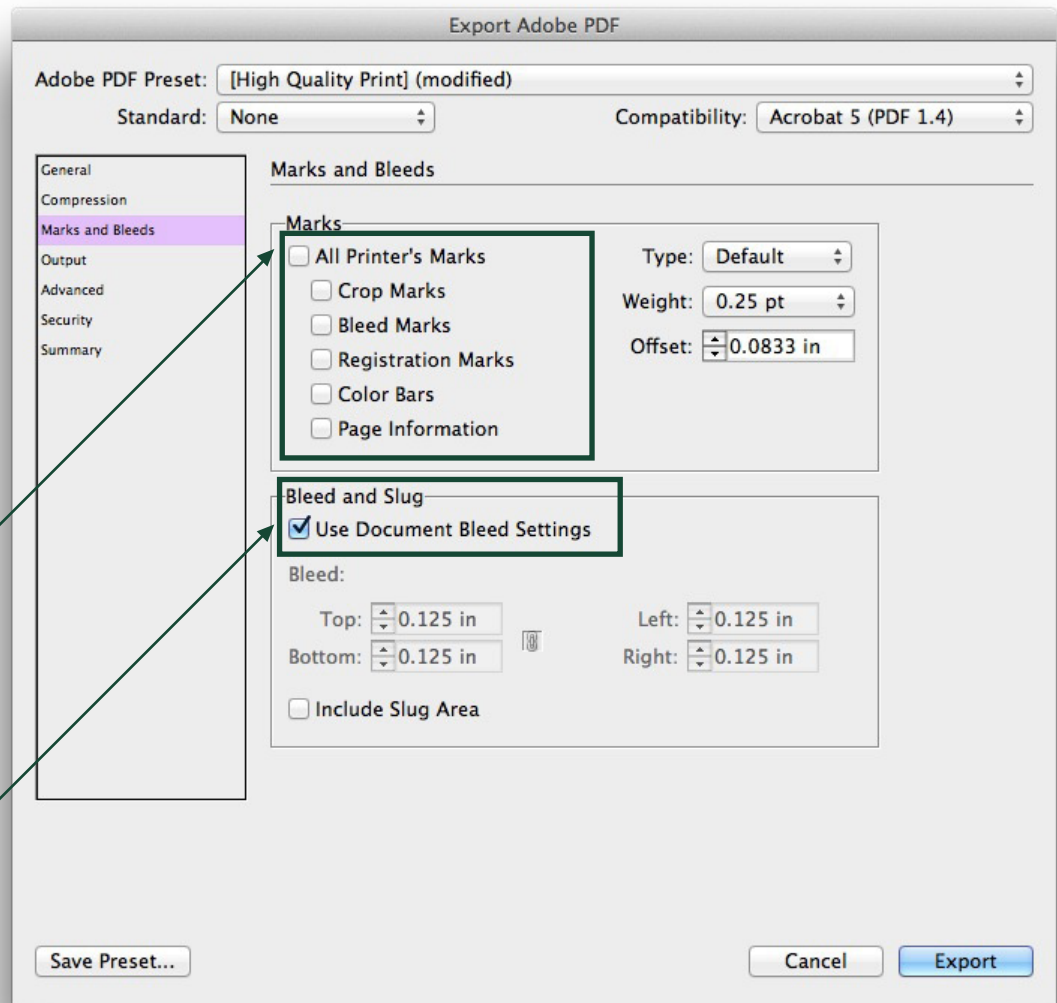 Export Adobe PDF
Adobe PDF Preset: [High Quality Print] (modified)
Standard: None Compatibility: Acrobat 5 (PDF 1.4)
General
Compression
Marks and Bleeds
Output
Advanced
Security
Summary
Marks and Bleeds
Marks
All Printer's Marks
Crop Marks
Bleed Marks
Registration Marks
Color Bars
Page Information
Type: Default
Weight: 0.25 pt
Offset: 0.0833 in
Bleed and Slug
Use Document Bleed Settings
Bleed:
Top: 0.125 in Left: 0.125 in
Bottom: 0.125 in Right: 0.125 in
Include Slug Area
Save Preset... Cancel Export